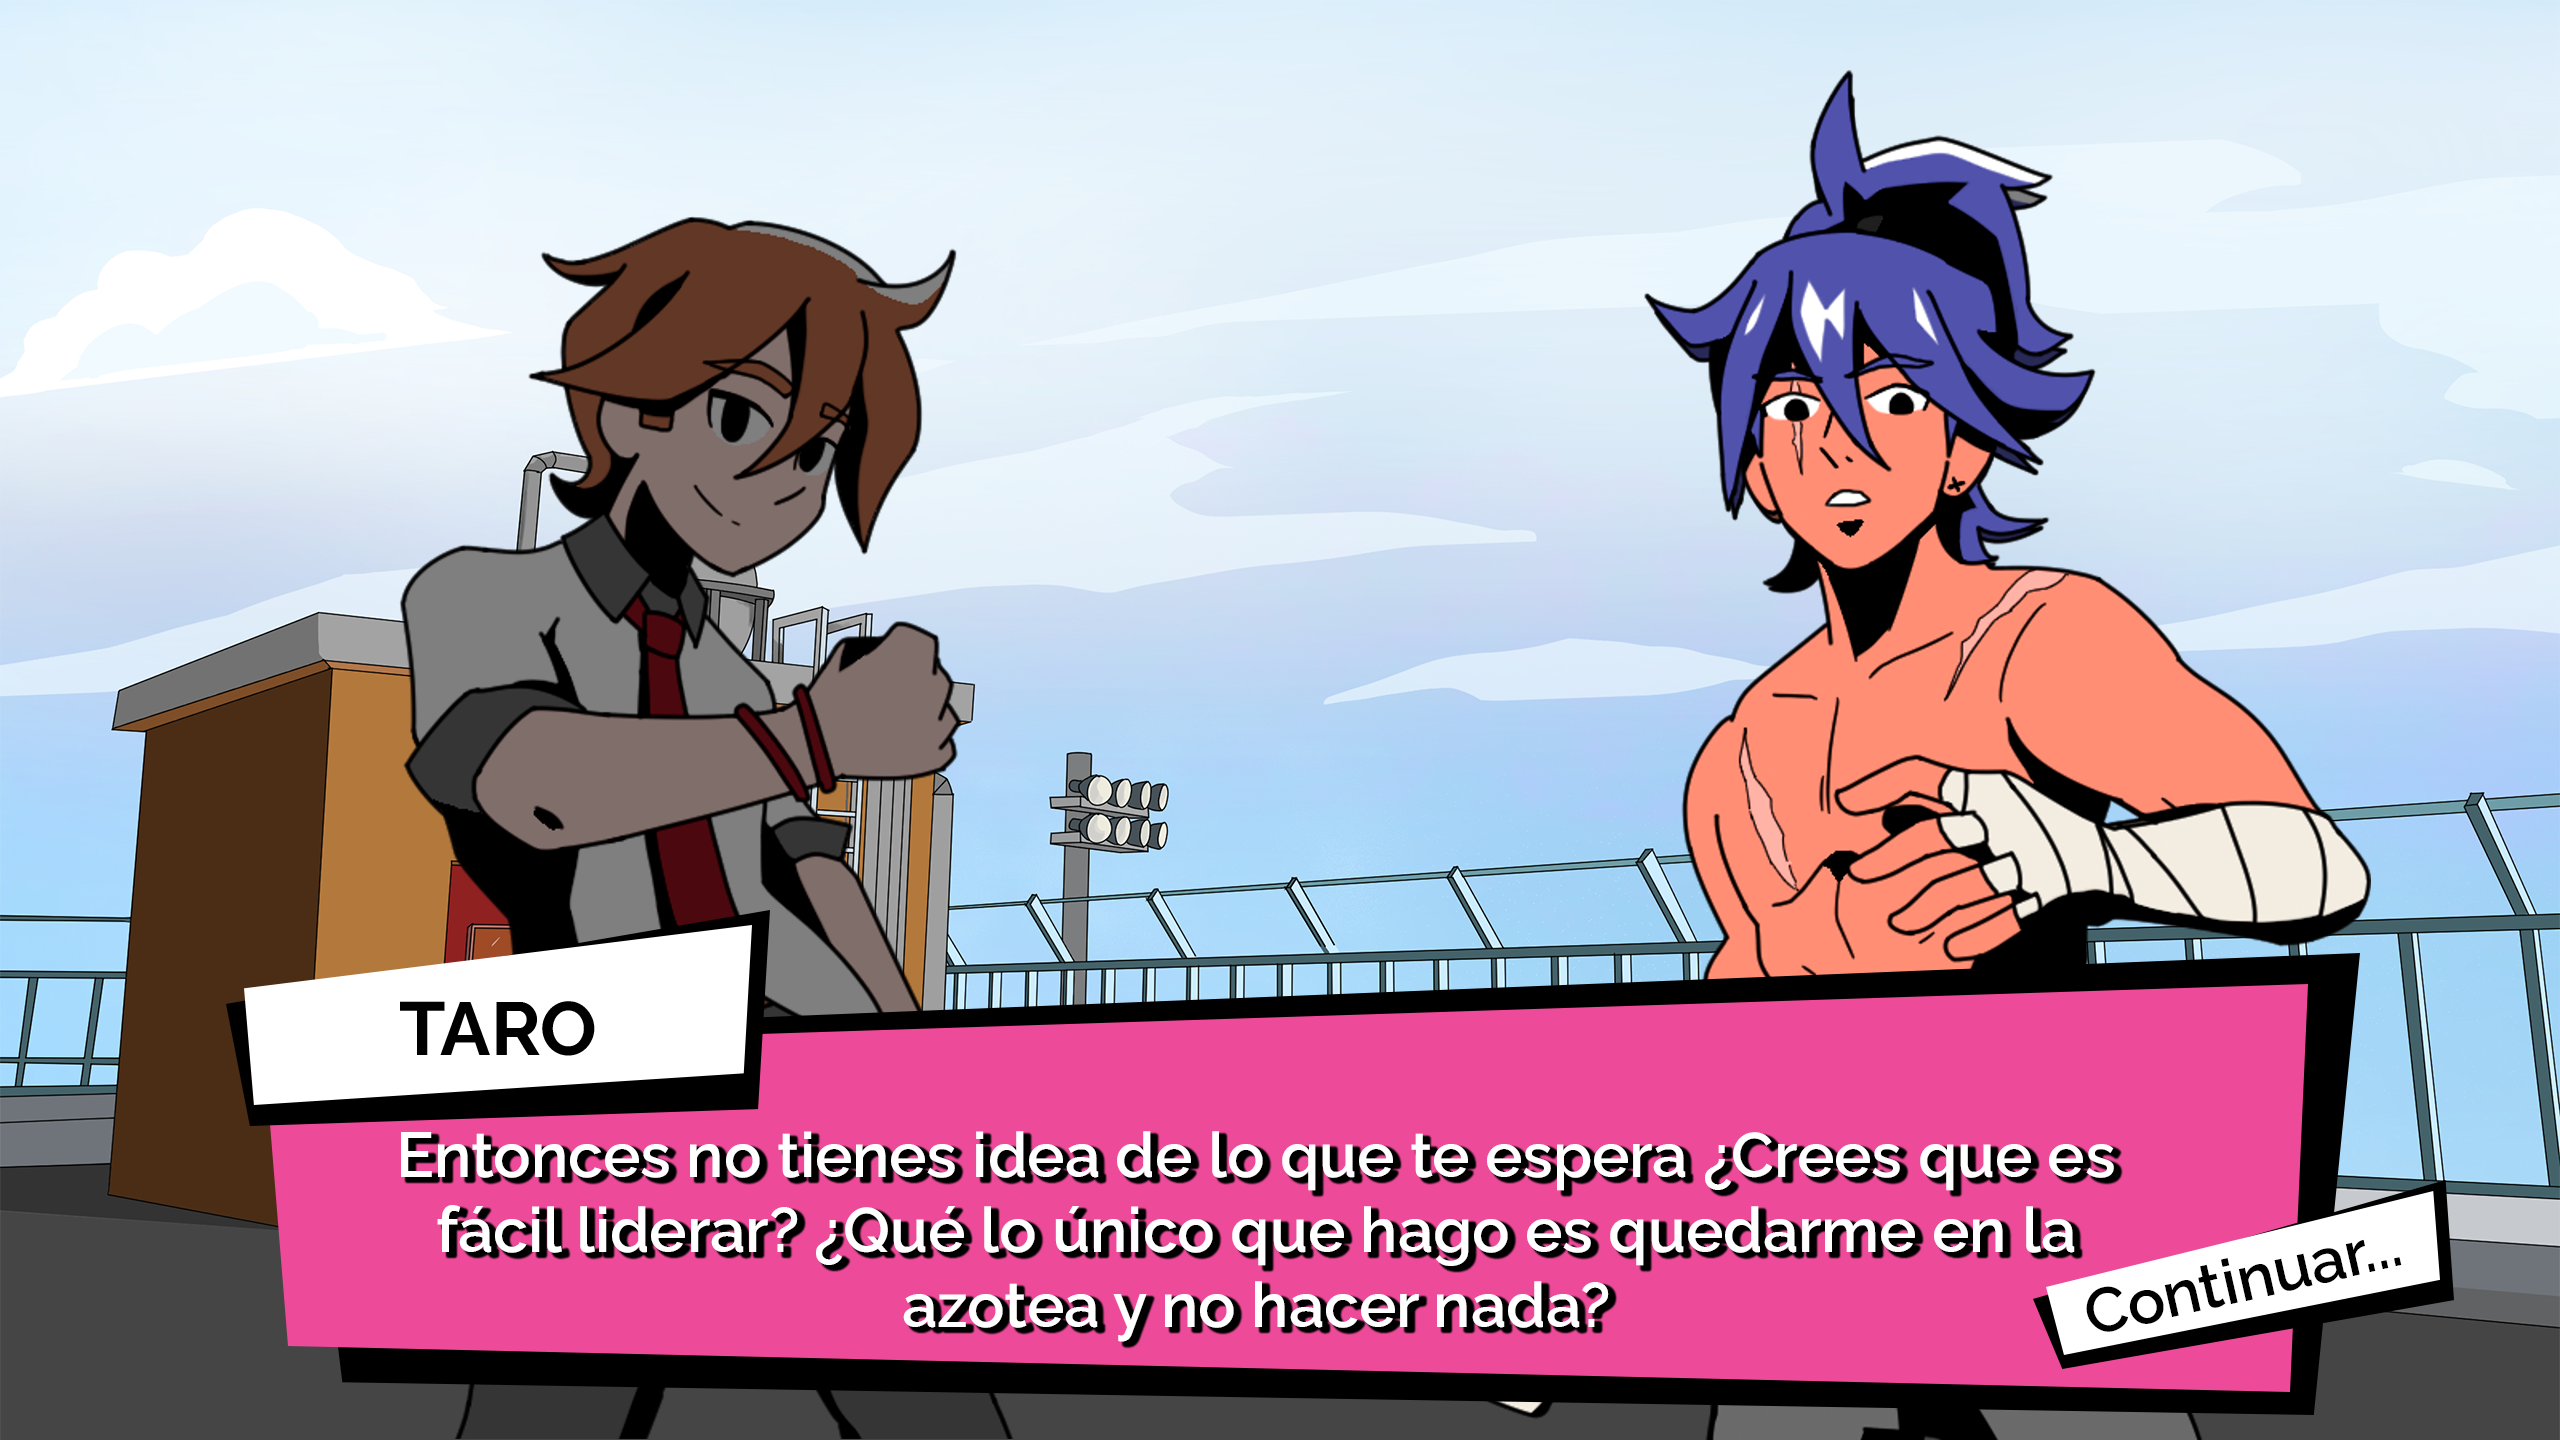 TARO
Entonces no tienes idea de lo que te espera ¿Crees que es
fácil liderar? ¿Qué lo único que hago es quedarme en la
azotea y no hacer nada?
Continuar...